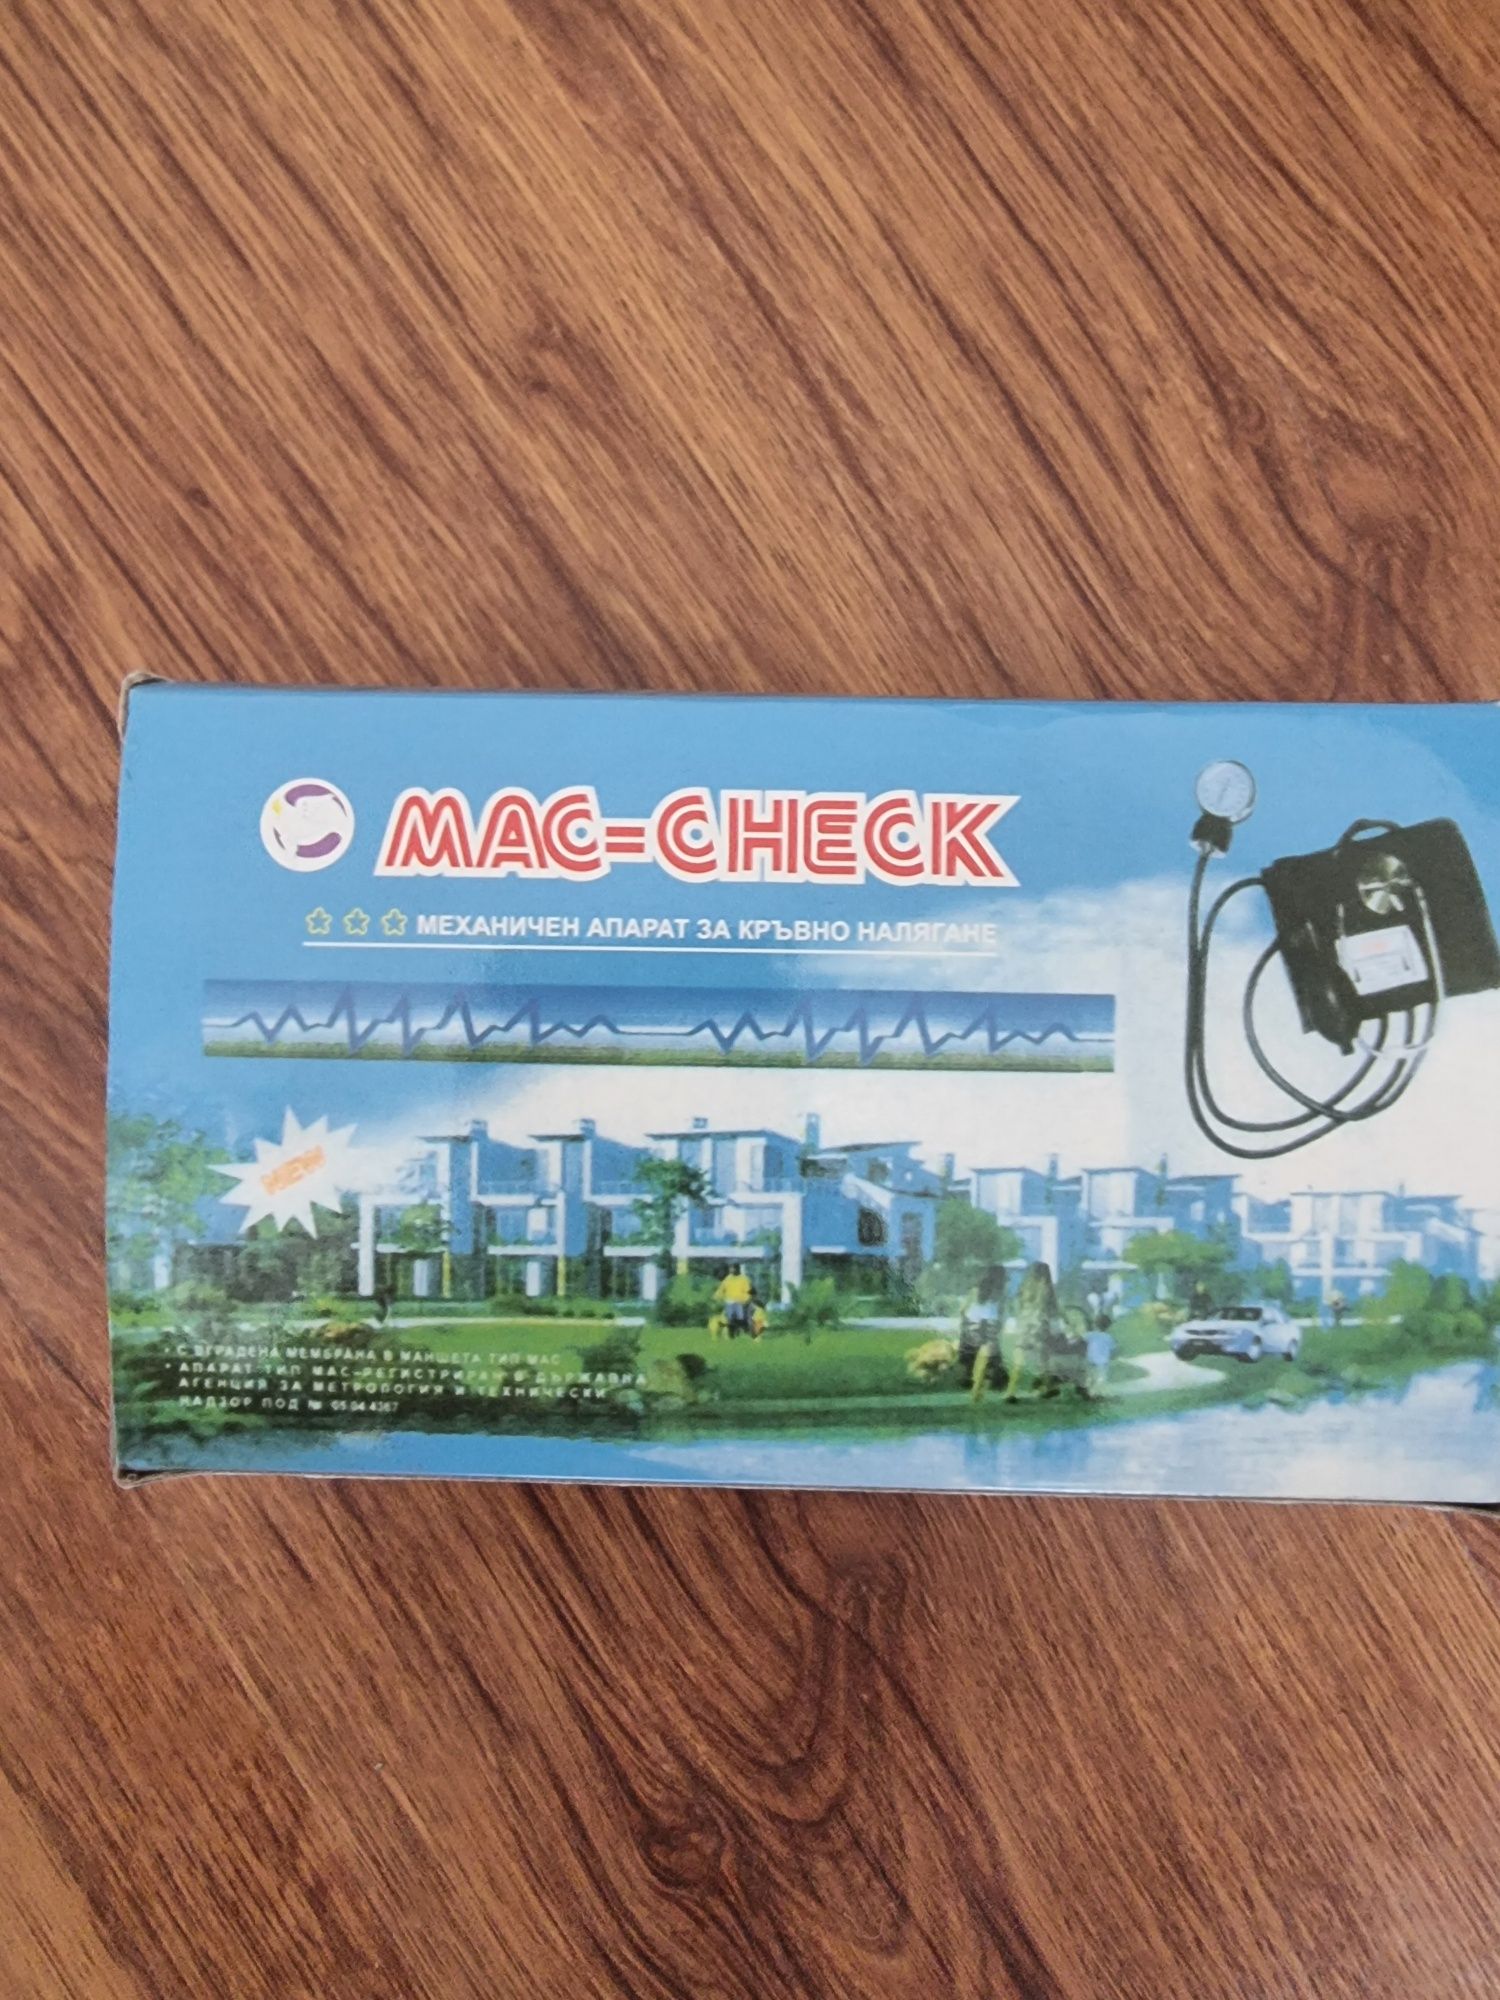 MAC-CHECK
МЕХАНИЧЕН АПАРАТ ЗА КРЪВНО НАЛЯГАНЕ
NEW
• С ВГРАДЕНА МЕМБРАНА В МАНШЕТА ТИП МАС
• АПАРАТ ТИП МАС-РЕГИСТРИРАН В ДЪРЖАВНА
АГЕНЦИЯ ЗА МЕТРОЛОГИЯ И ТЕХНИЧЕСКИ
НАДЗОР ПОД №